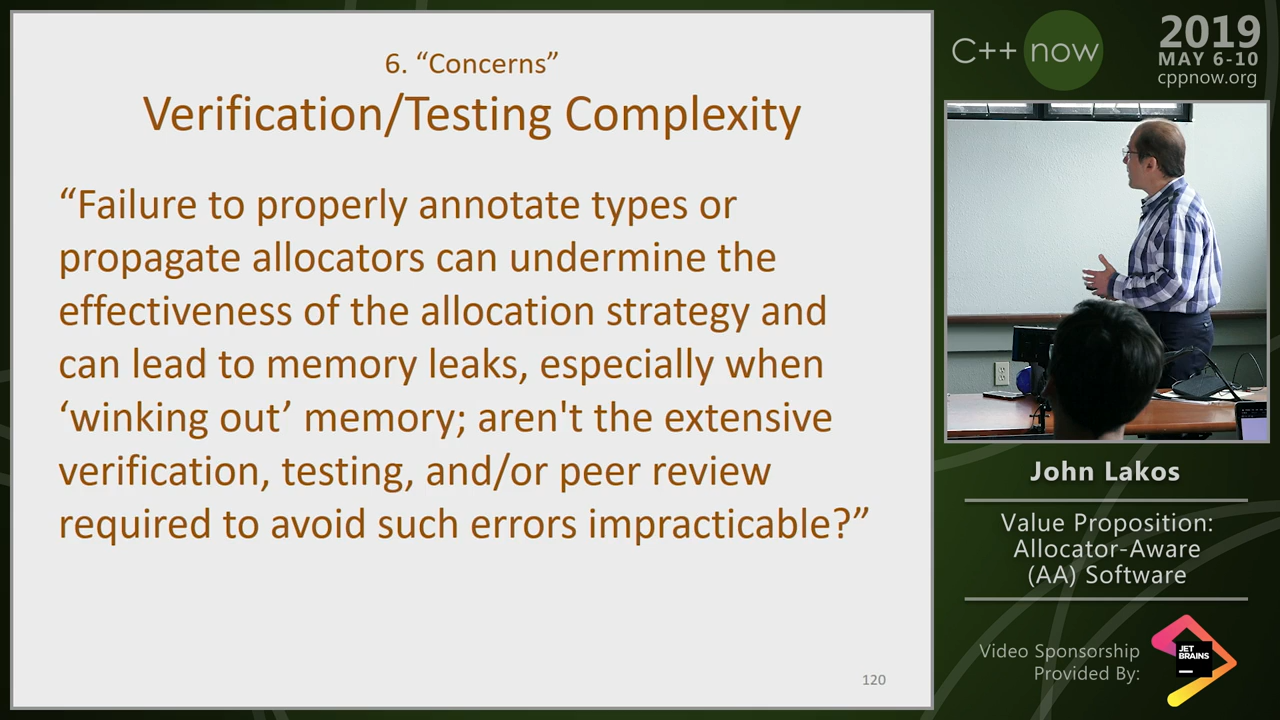 6. “Concerns”
Verification/Testing Complexity
“Failure to properly annotate types or
propagate allocators can undermine the
effectiveness of the allocation strategy and
can lead to memory leaks, especially when
‘winking out’ memory; aren't the extensive
verification, testing, and/or peer review
required to avoid such errors impracticable?”
120
C++ now
2019
MAY 6-10
cppnow.org
John Lakos
Value Proposition:
Allocator-Aware
(AA) Software
Video Sponsorship
Provided By:
JET
BRAINS